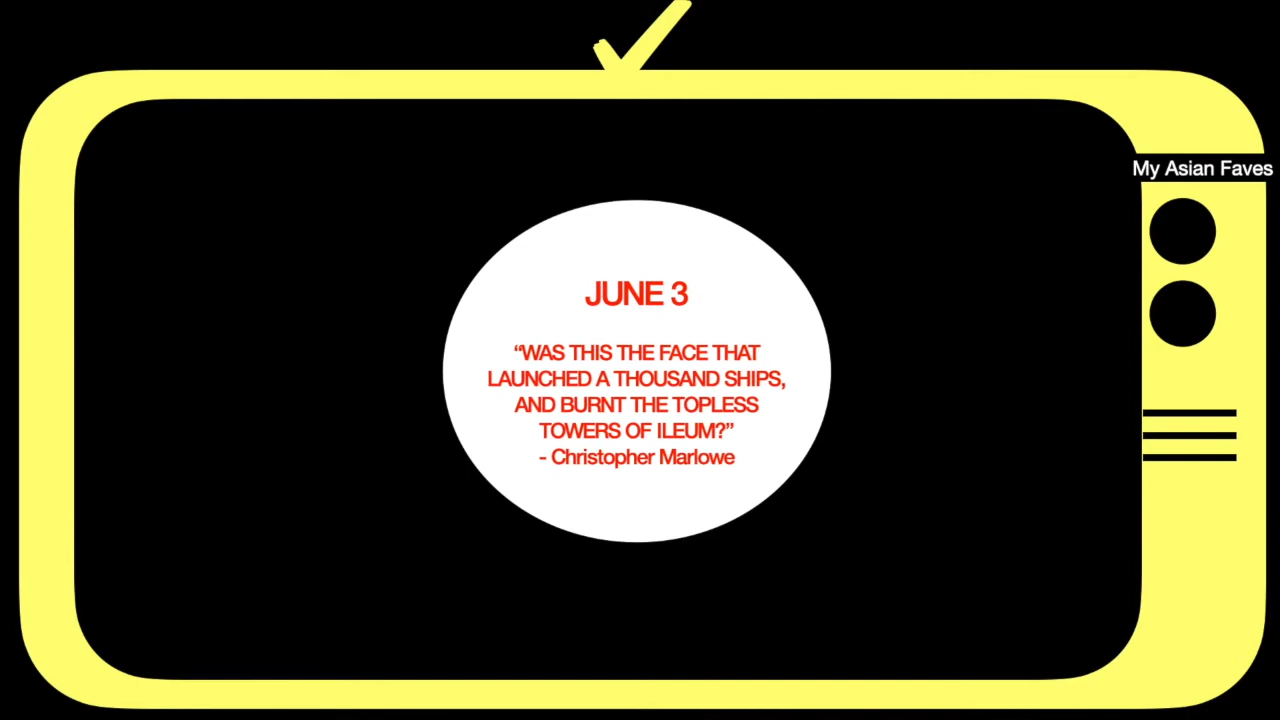 My Asian Faves
JUNE 3
“WAS THIS THE FACE THAT
LAUNCHED A THOUSAND SHIPS,
AND BURNT THE TOPLESS
TOWERS OF ILEUM?”
- Christopher Marlowe